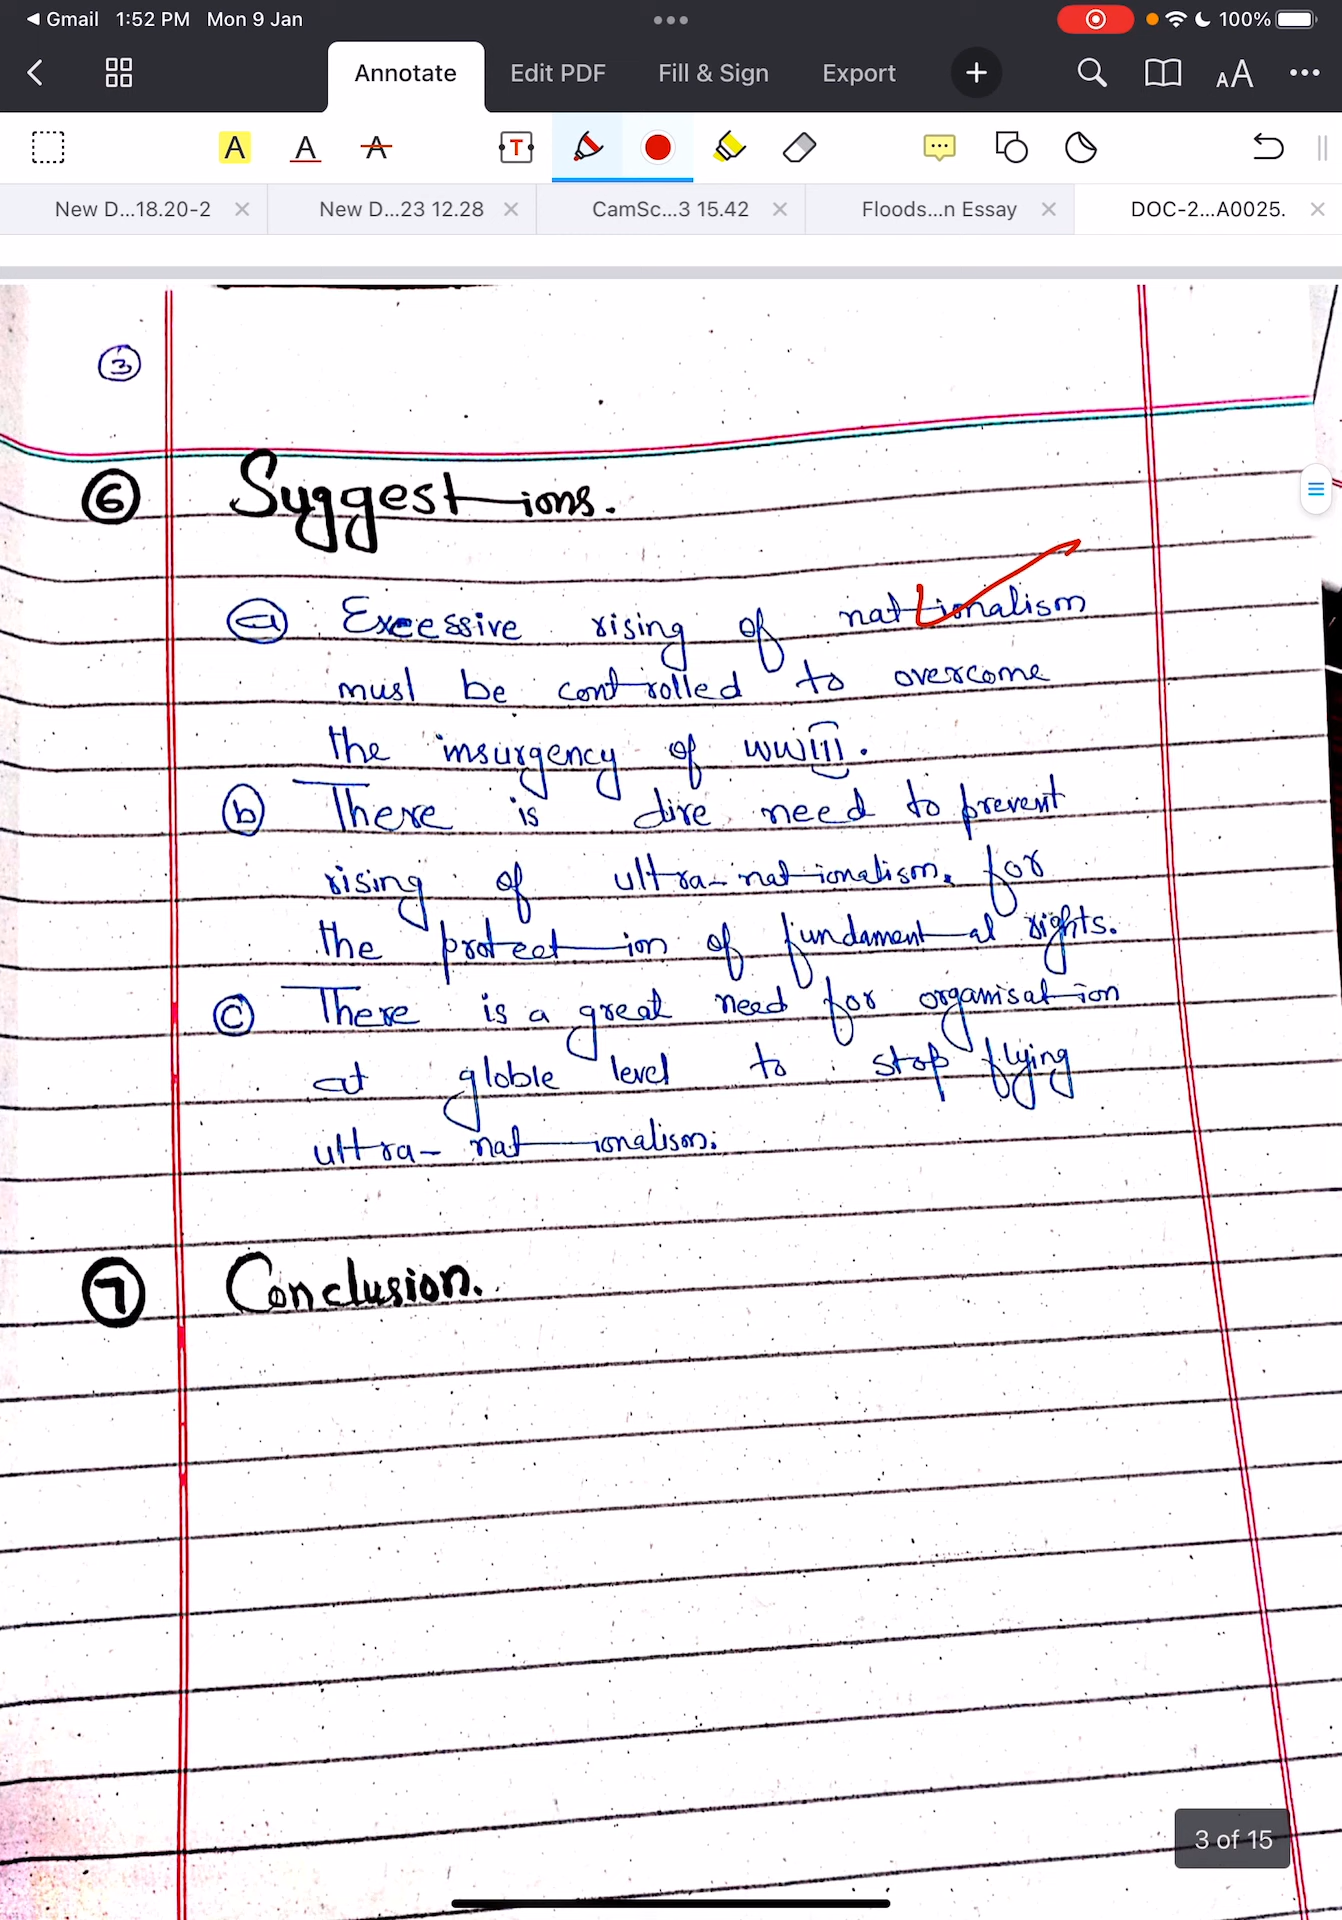 Gmail 1:52 PM Mon 9 Jan 100%
Annotate Edit PDF Fill & Sign Export
New D...18.20-2 New D...23 12.28 CamSc...3 15.42 Floods...n Essay DOC-2...A0025.
3
6 Suggestions.
a Excessive rising of nationalism
must be controlled to overcome
the insurgency of WWIII.
b There is dire need to prevent
rising of ultra-nationalism for
the protection of fundamental rights.
c There is a great need for organisation
at globle level to stop flying
ultra-nationalism.
7 Conclusion.
3 of 15